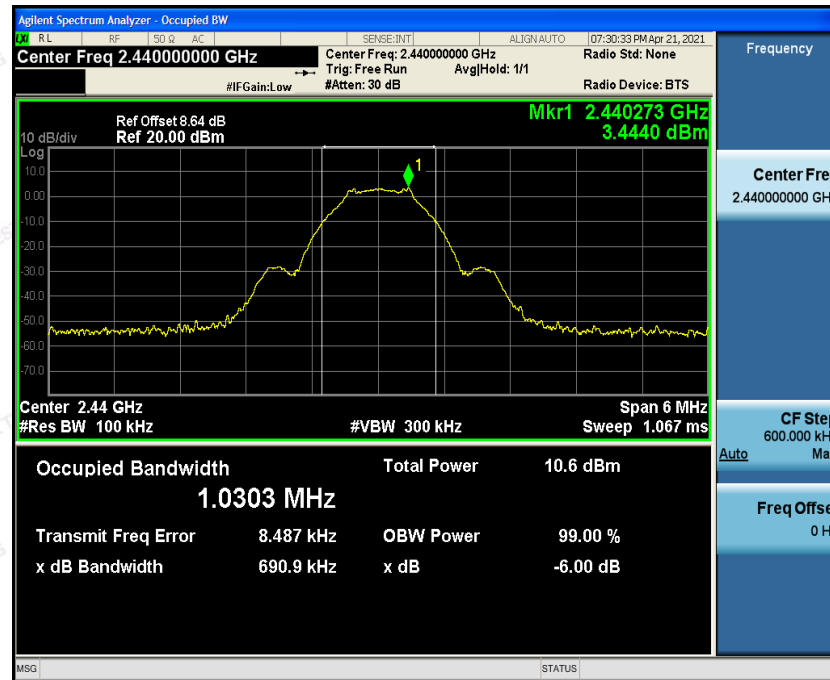 Agilent Spectrum Analyzer - Occupied BW
LXI RL RF 50 Ω AC SENSE:INT ALIGN AUTO 07:30:33 PM Apr 21, 2021
Center Freq 2.440000000 GHz
Center Freq: 2.440000000 GHz
Radio Std: None
Trig: Free Run Avg|Hold: 1/1
#IFGain:Low
#Atten: 30 dB
Radio Device: BTS
Mkr1 2.440273 GHz
3.4440 dBm
Ref Offset 8.64 dB
10 dB/div Ref 20.00 dBm
Log
1
10.0
0.00
-10.0
-20.0
-30.0
-40.0
-50.0
-60.0
-70.0
Center 2.44 GHz Span 6 MHz
#Res BW 100 kHz #VBW 300 kHz Sweep 1.067 ms
Occupied Bandwidth Total Power 10.6 dBm
1.0303 MHz
Transmit Freq Error 8.487 kHz OBW Power 99.00 %
x dB Bandwidth 690.9 kHz x dB -6.00 dB
MSG STATUS
Frequency
Center Fre
2.440000000 GH
CF Ste
600.000 kH
Auto Ma
Freq Offse
0 H